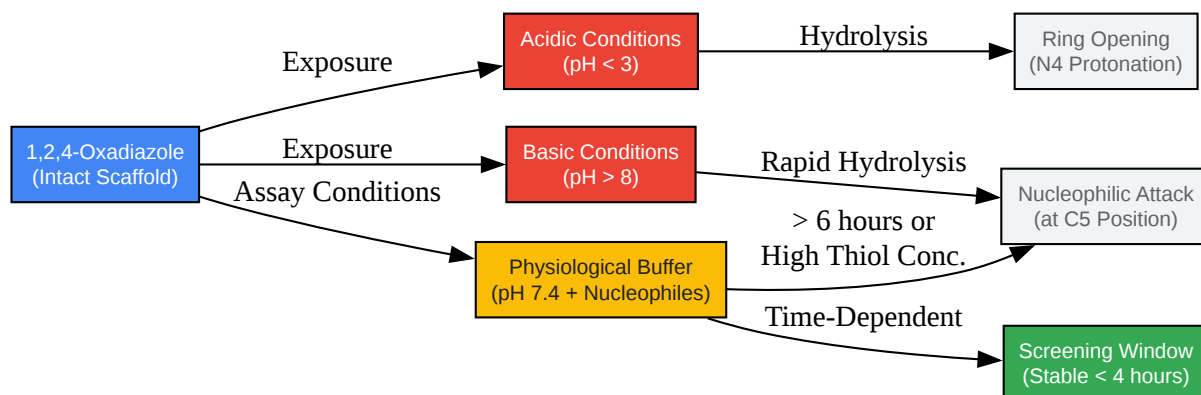 Exposure
Acidic Conditions
(pH < 3)
Hydrolysis
Ring Opening
(N4 Protonation)
1,2,4-Oxadiazole
(Intact Scaffold)
Exposure
Basic Conditions
(pH > 8)
Rapid Hydrolysis
Nucleophilic Attack
(at C5 Position)
Assay Conditions
Physiological Buffer
(pH 7.4 + Nucleophiles)
> 6 hours or
High Thiol Conc.
Time-Dependent
Screening Window
(Stable < 4 hours)